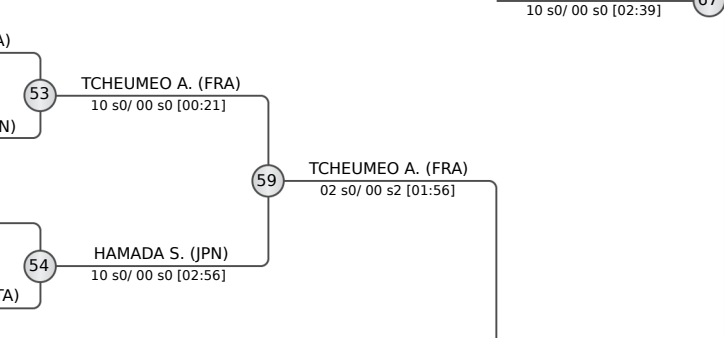 10 s0/ 00 s0 [02:39]
A)
53
TCHEUMEO A. (FRA)
10 s0/ 00 s0 [00:21]
N)
59
TCHEUMEO A. (FRA)
02 s0/ 00 s2 [01:56]
54
HAMADA S. (JPN)
10 s0/ 00 s0 [02:56]
TA)